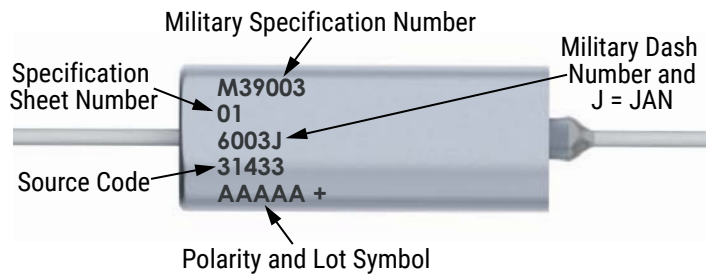 Military Specification Number
Specification
Sheet Number
Military Dash
Number and
J = JAN
M39003
01
6003J
31433
AAAAA +
Source Code
Polarity and Lot Symbol